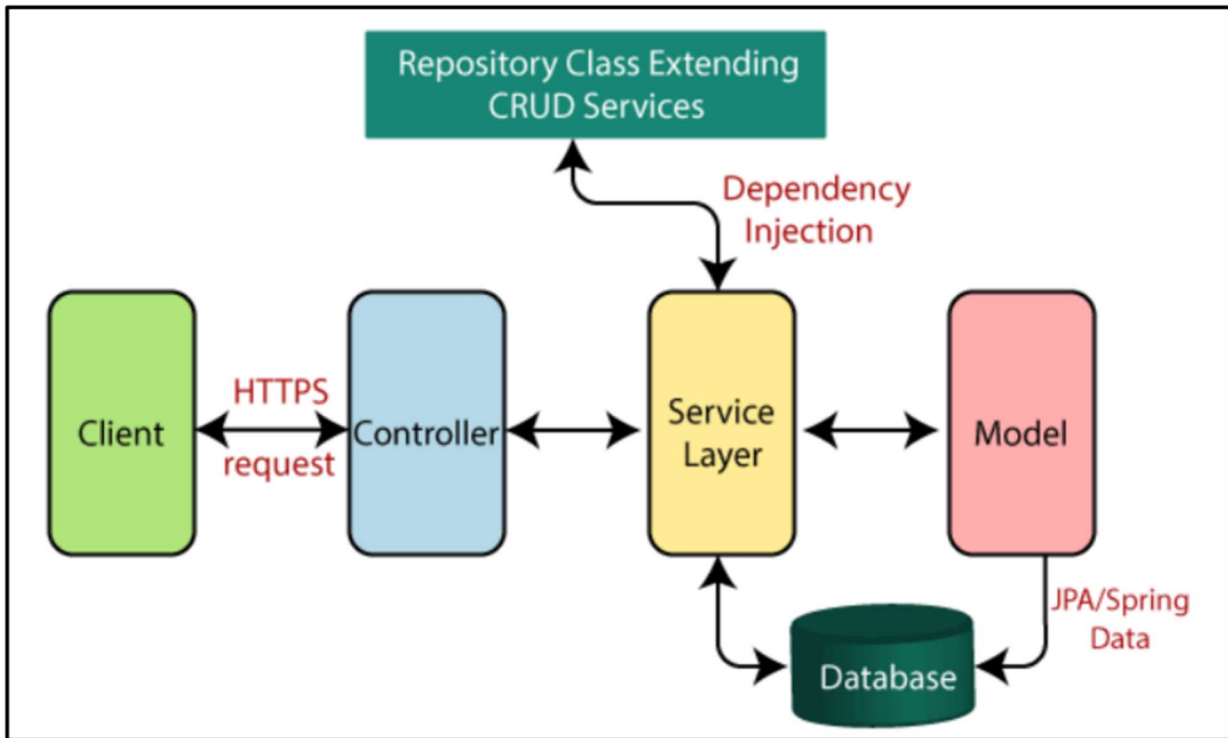 Repository Class Extending
CRUD Services
Dependency
Injection
Client
HTTPS
request
Controller
Service
Layer
Model
JPA/Spring
Data
Database